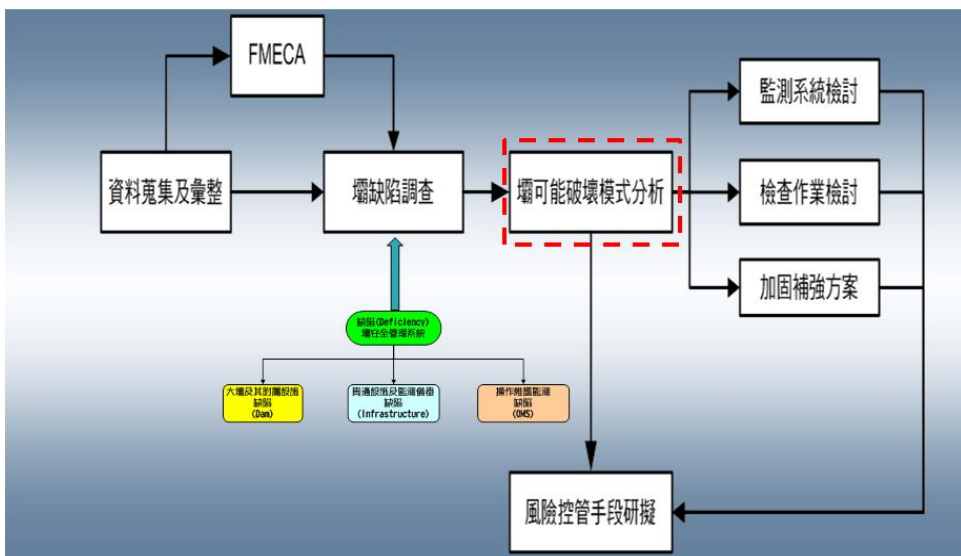 FMECA
資料蒐集及彙整
壩缺陷調查
壩可能破壞模式分析
監測系統檢討
檢查作業檢討
加固補強方案
缺陷(Deficiency)
壩安全管理系統
大壩及其附屬設施
缺陷
(Dam)
周邊設施及監測儀器
缺陷
(Infrastructure)
操作維護監測
缺陷
(OMS)
風險控管手段研擬